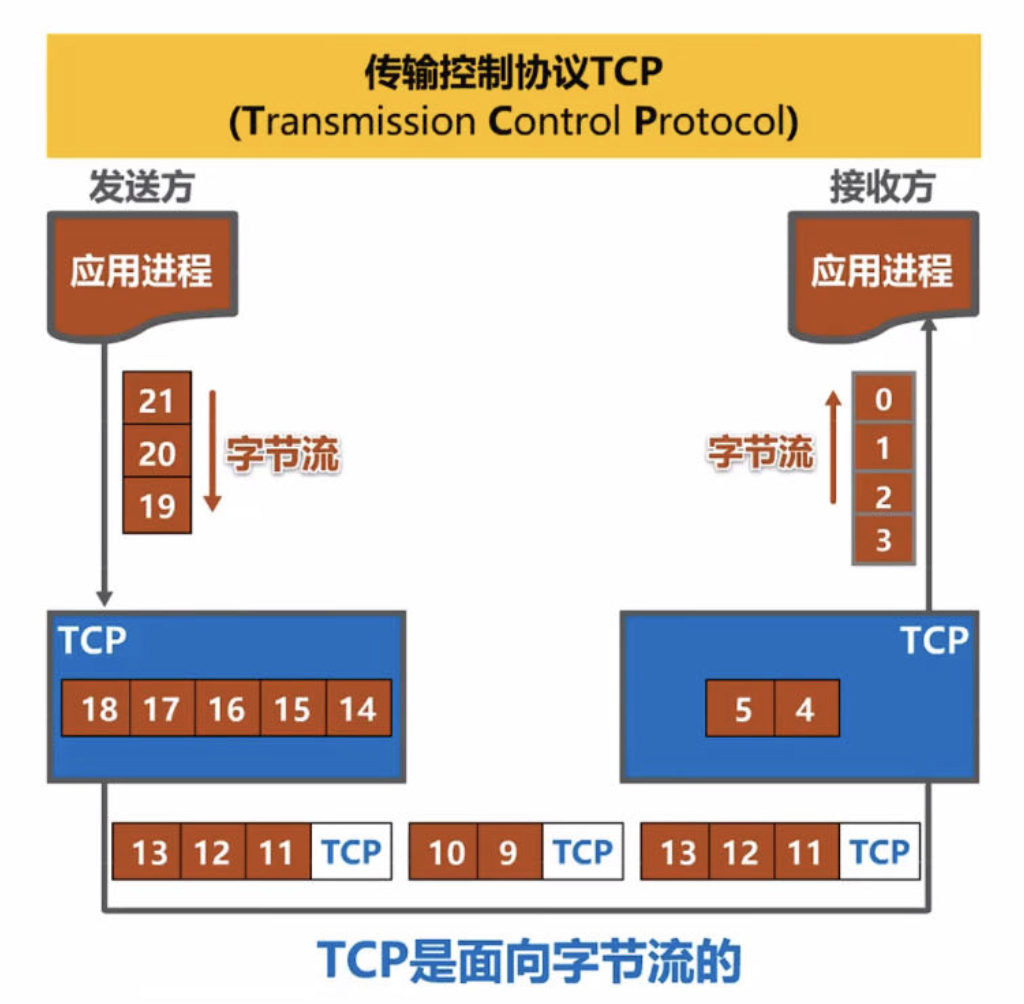 传输控制协议TCP
(Transmission Control Protocol)
发送方
接收方
应用进程
应用进程
21
20
19
字节流
字节流
0
1
2
3
TCP
18 17 16 15 14
TCP
5 4
13 12 11 TCP
10 9 TCP
13 12 11 TCP
TCP是面向字节流的